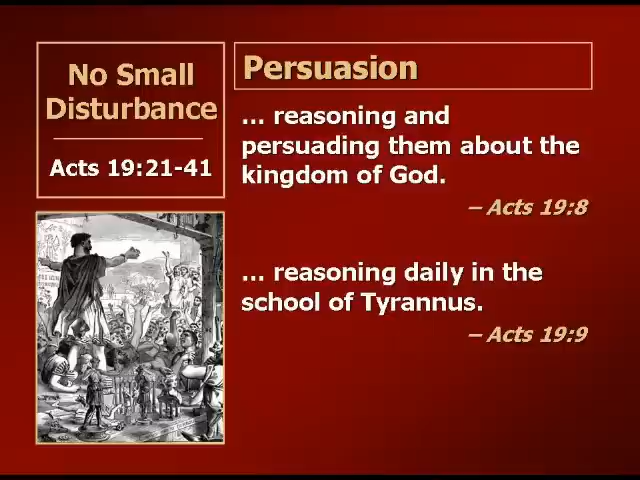 No Small
Disturbance
Acts 19:21-41
Persuasion
... reasoning and
persuading them about the
kingdom of God.
– Acts 19:8
... reasoning daily in the
school of Tyrannus.
– Acts 19:9